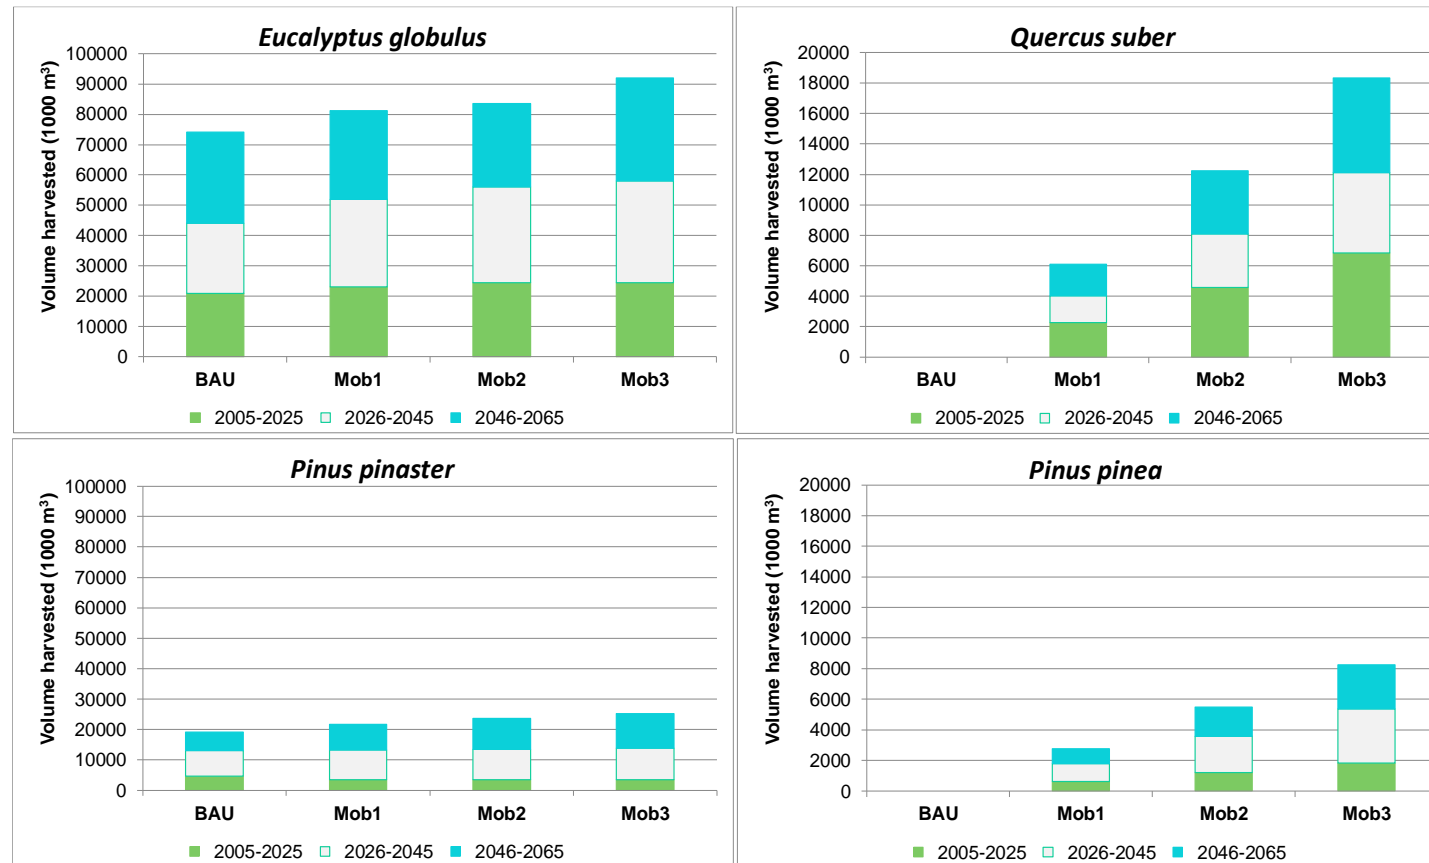 Eucalyptus globulus
Volume harvested (1000 m³)
100000
90000
80000
70000
60000
50000
40000
30000
20000
10000
0
BAU Mob1 Mob2 Mob3
2005-2025 2026-2045 2046-2065
Quercus suber
Volume harvested (1000 m³)
20000
18000
16000
14000
12000
10000
8000
6000
4000
2000
0
BAU Mob1 Mob2 Mob3
2005-2025 2026-2045 2046-2065
Pinus pinaster
Volume harvested (1000 m³)
100000
90000
80000
70000
60000
50000
40000
30000
20000
10000
0
BAU Mob1 Mob2 Mob3
2005-2025 2026-2045 2046-2065
Pinus pinea
Volume harvested (1000 m³)
20000
18000
16000
14000
12000
10000
8000
6000
4000
2000
0
BAU Mob1 Mob2 Mob3
2005-2025 2026-2045 2046-2065